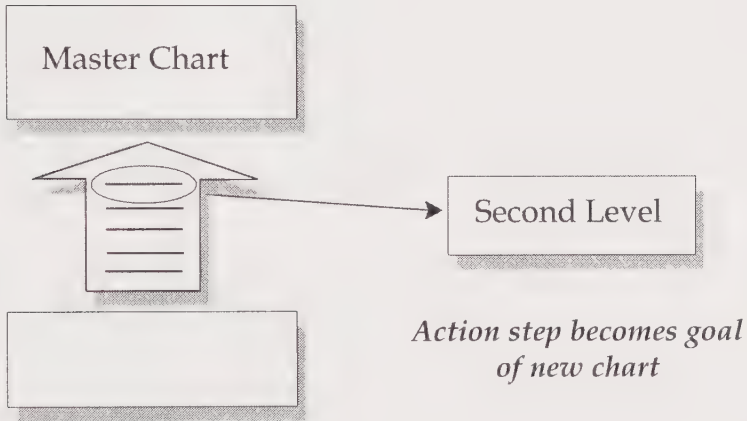 Master Chart
Second Level
Action step becomes goal
of new chart